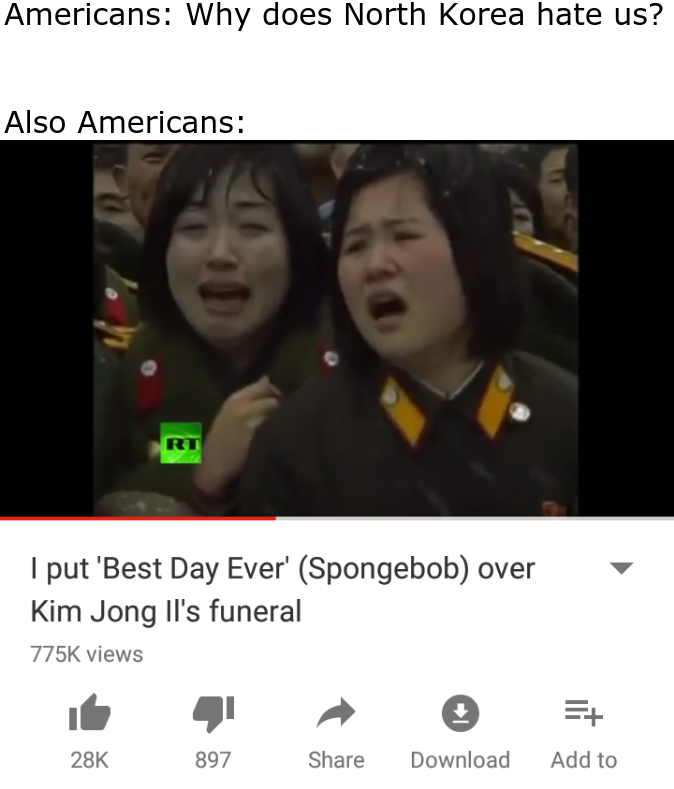 Americans: Why does North Korea hate us?
Also Americans:
RT
I put 'Best Day Ever' (Spongebob) over
Kim Jong Il's funeral
775K views
28K
897
Share
Download
Add to